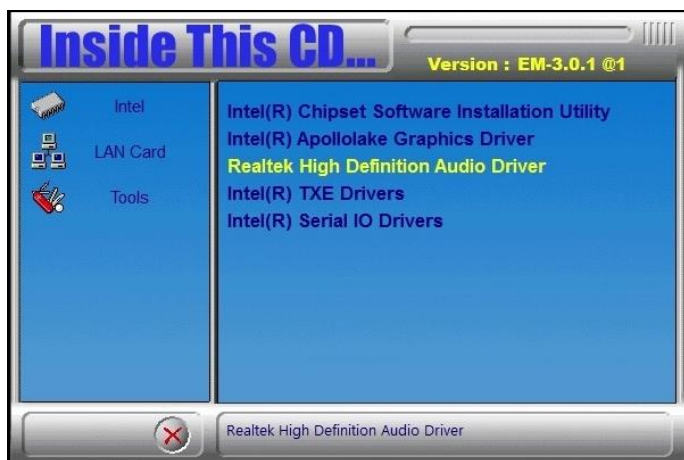 Inside This CD...
Version : EM-3.0.1 @1
Intel
LAN Card
Tools
Intel(R) Chipset Software Installation Utility
Intel(R) Apollolake Graphics Driver
Realtek High Definition Audio Driver
Intel(R) TXE Drivers
Intel(R) Serial IO Drivers
Realtek High Definition Audio Driver